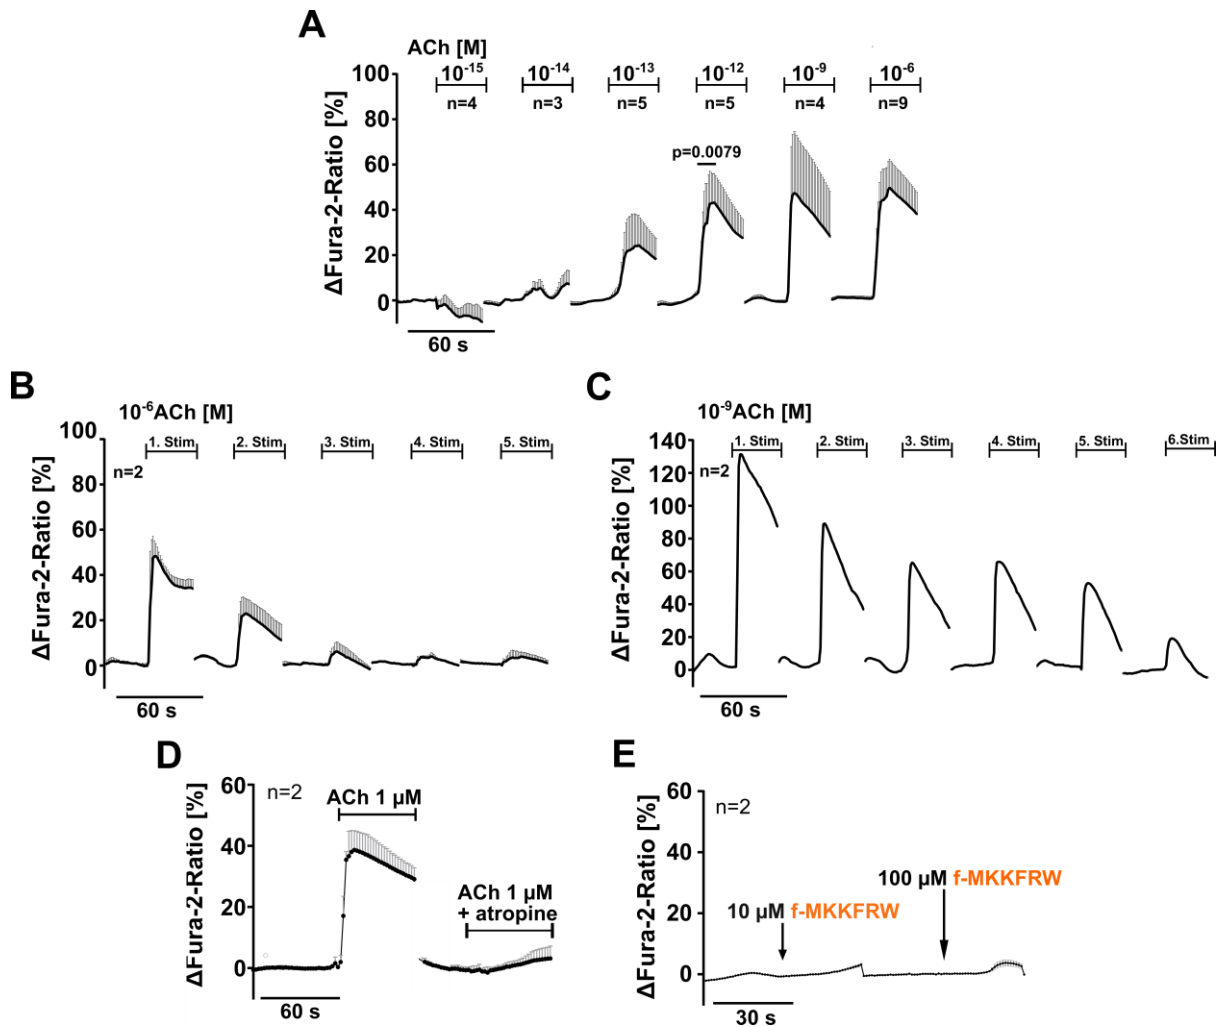 A
ACh [M]
10⁻¹⁵ 10⁻¹⁴ 10⁻¹³ 10⁻¹² 10⁻⁹ 10⁻⁶
n=4 n=3 n=5 n=5 n=4 n=9
p=0.0079
ΔFura-2-Ratio [%]
100
80
60
40
20
0
60 s
B
10⁻⁶ACh [M]
1. Stim 2. Stim 3. Stim 4. Stim 5. Stim
n=2
ΔFura-2-Ratio [%]
100
80
60
40
20
0
60 s
C
10⁻⁹ACh [M]
1. Stim 2. Stim 3. Stim 4. Stim 5. Stim 6.Stim
n=2
ΔFura-2-Ratio [%]
140
120
100
80
60
40
20
0
60 s
D
n=2
ACh 1 µM
ACh 1 µM
+ atropine
ΔFura-2-Ratio [%]
60
40
20
0
60 s
E
n=2
100 µM f-MKKFRW
10 µM f-MKKFRW
ΔFura-2-Ratio [%]
60
40
20
0
30 s